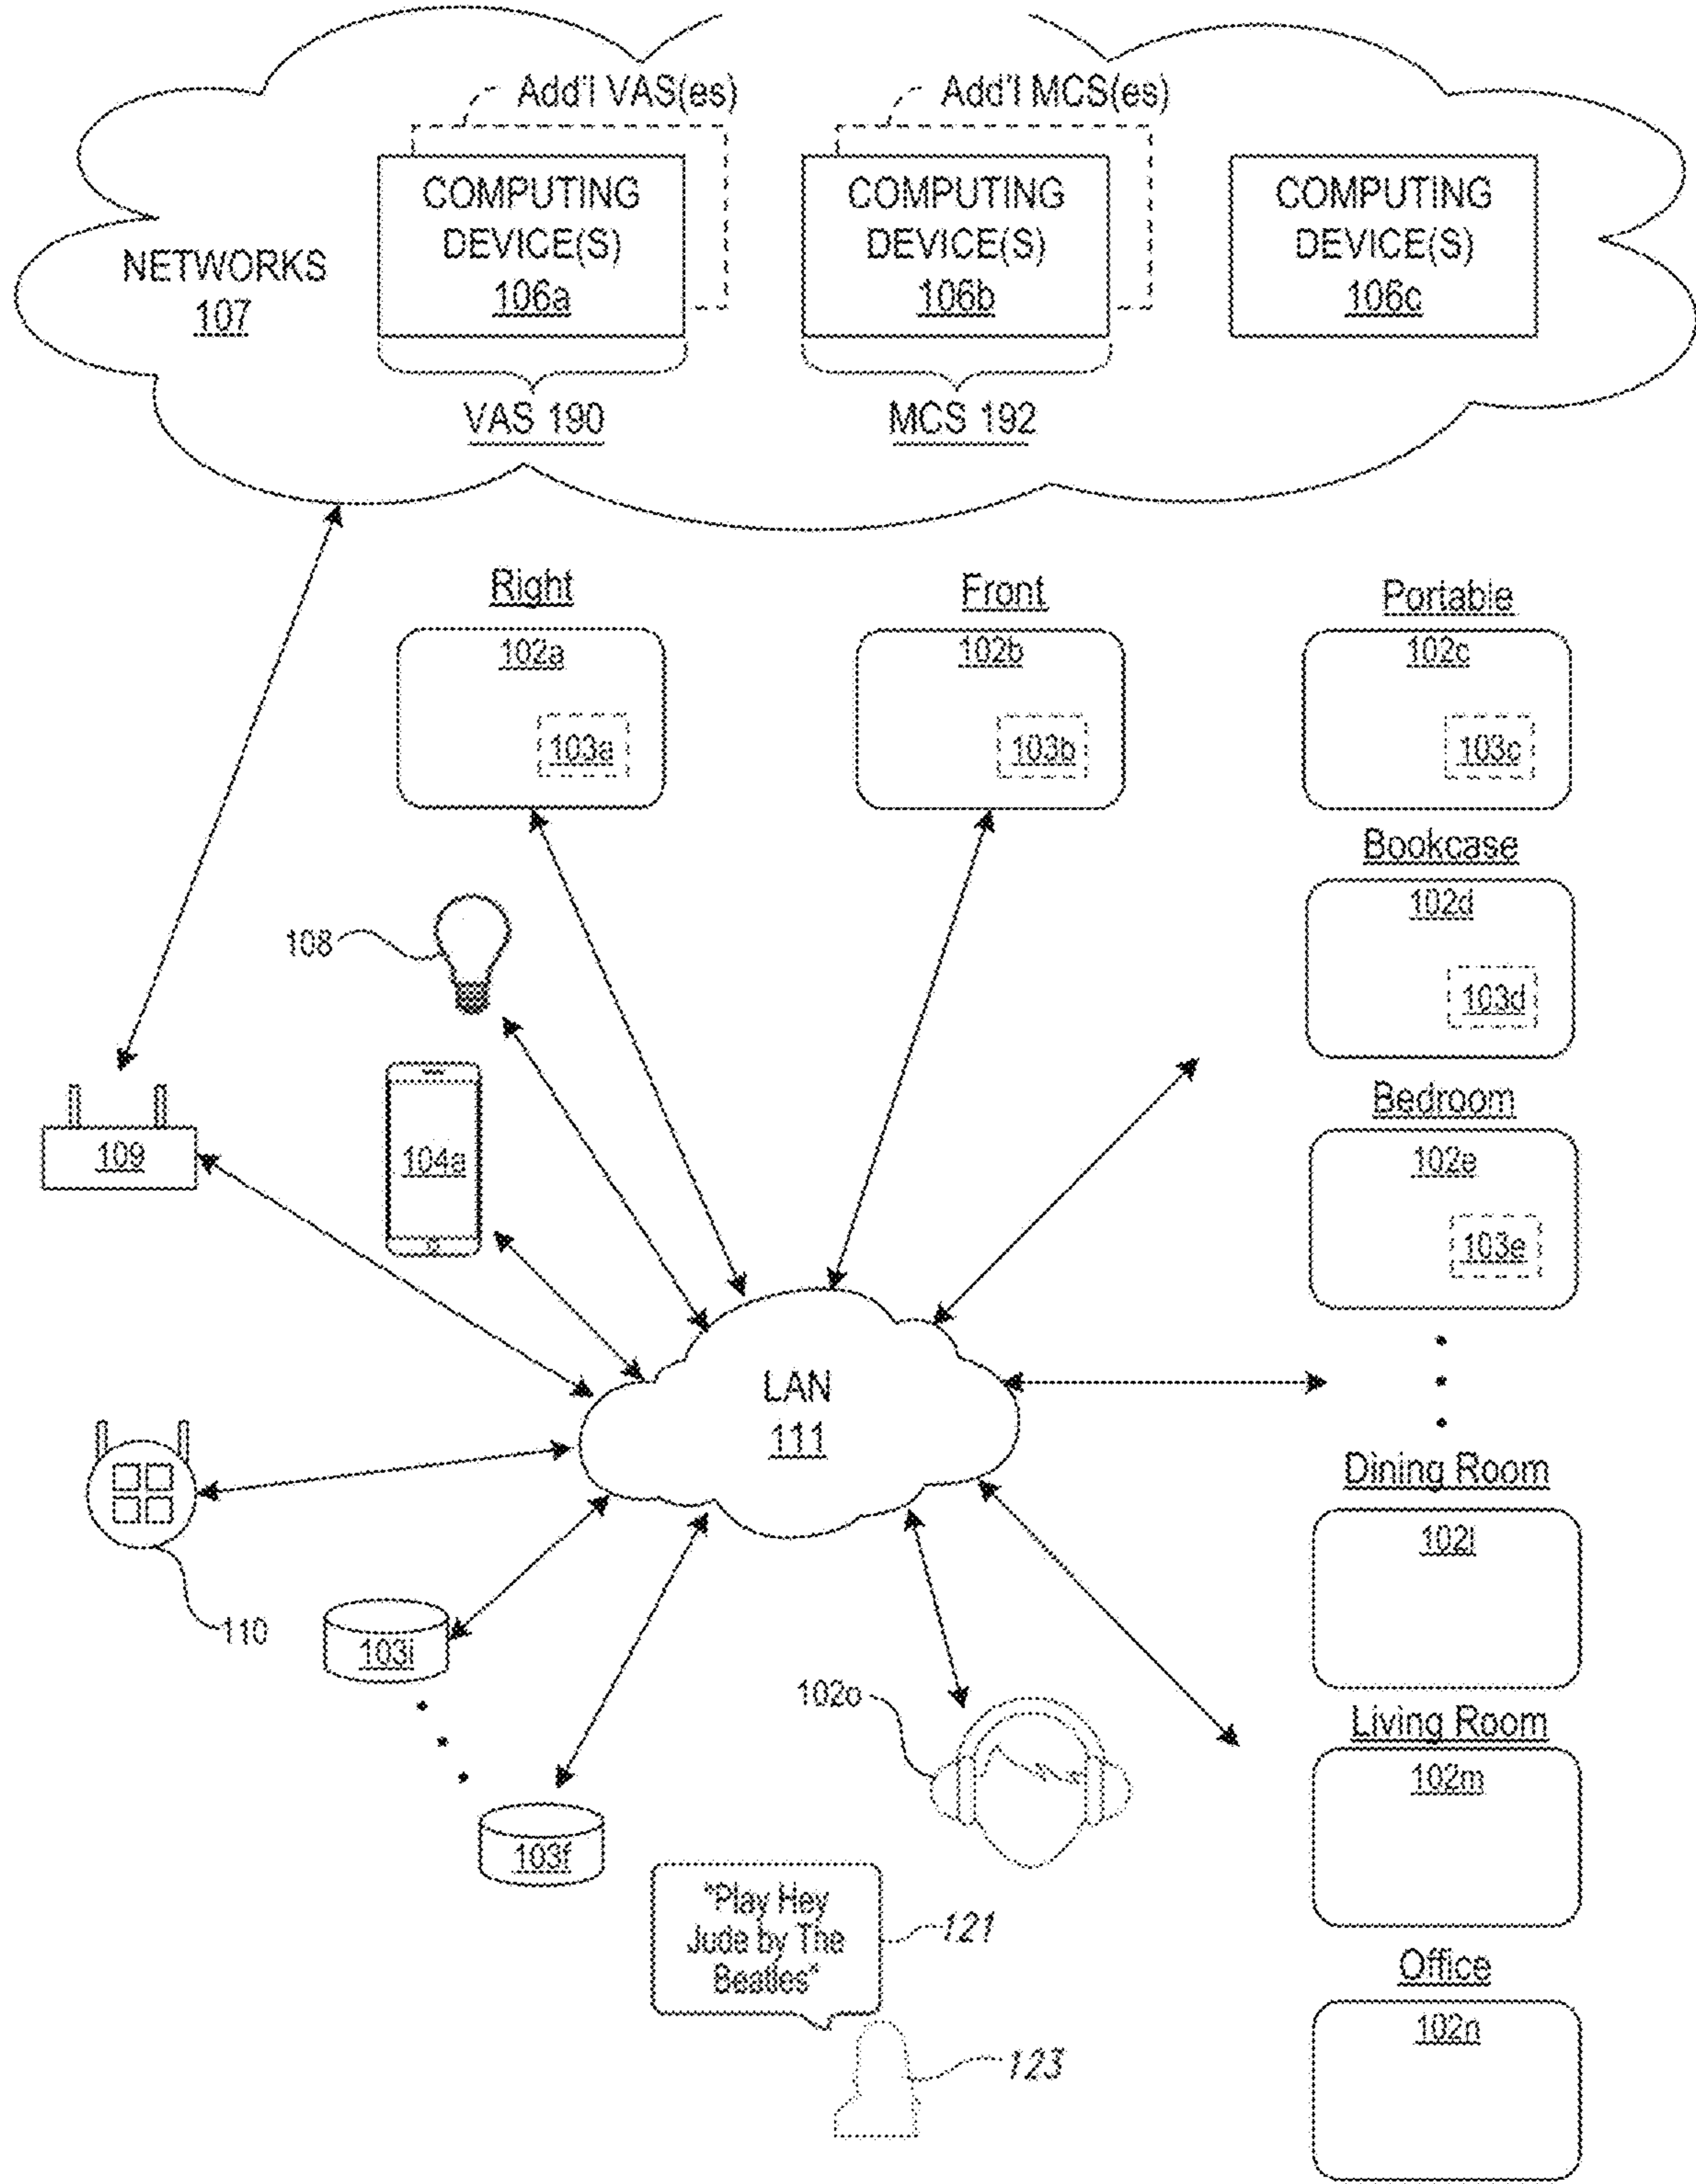 Add'l VAS(es)
Add'l MCS(es)
COMPUTING
DEVICE(S)
106a
COMPUTING
DEVICE(S)
106b
COMPUTING
DEVICE(S)
106c
NETWORKS
107
VAS 190
MCS 192
Right
102a
103a
Front
102b
103b
Portable
102c
103c
Bookcase
102d
103d
Bedroom
102e
103e
108
104a
109
LAN
111
110
103i
103f
102o
Dining Room
102l
Living Room
102m
Office
102n
"Play Hey
Jude by The
Beatles"
121
123